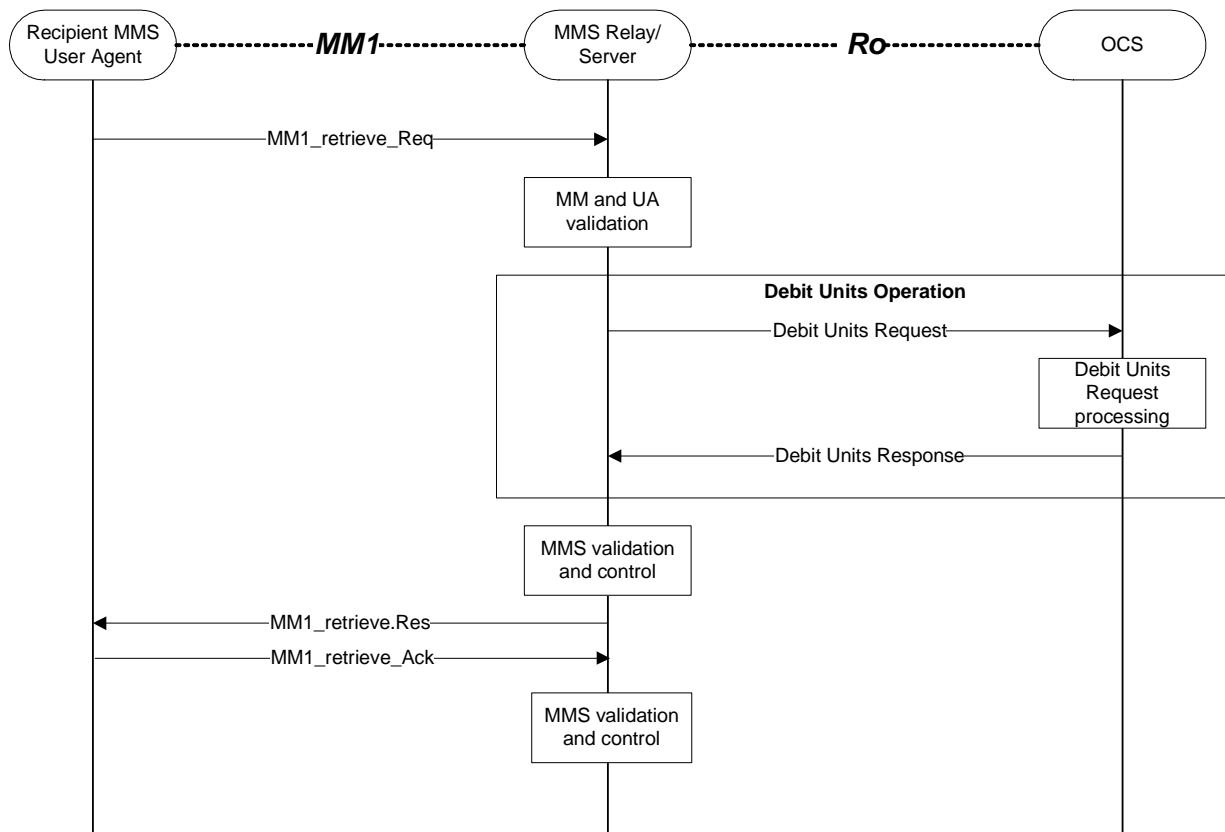 Recipient MMS
User Agent
MM1
MMS Relay/
Server
Ro
OCS
MM1_retrieve_Req
MM and UA
validation
Debit Units Operation
Debit Units Request
Debit Units
Request
processing
Debit Units Response
MMS validation
and control
MM1_retrieve.Res
MM1_retrieve_Ack
MMS validation
and control